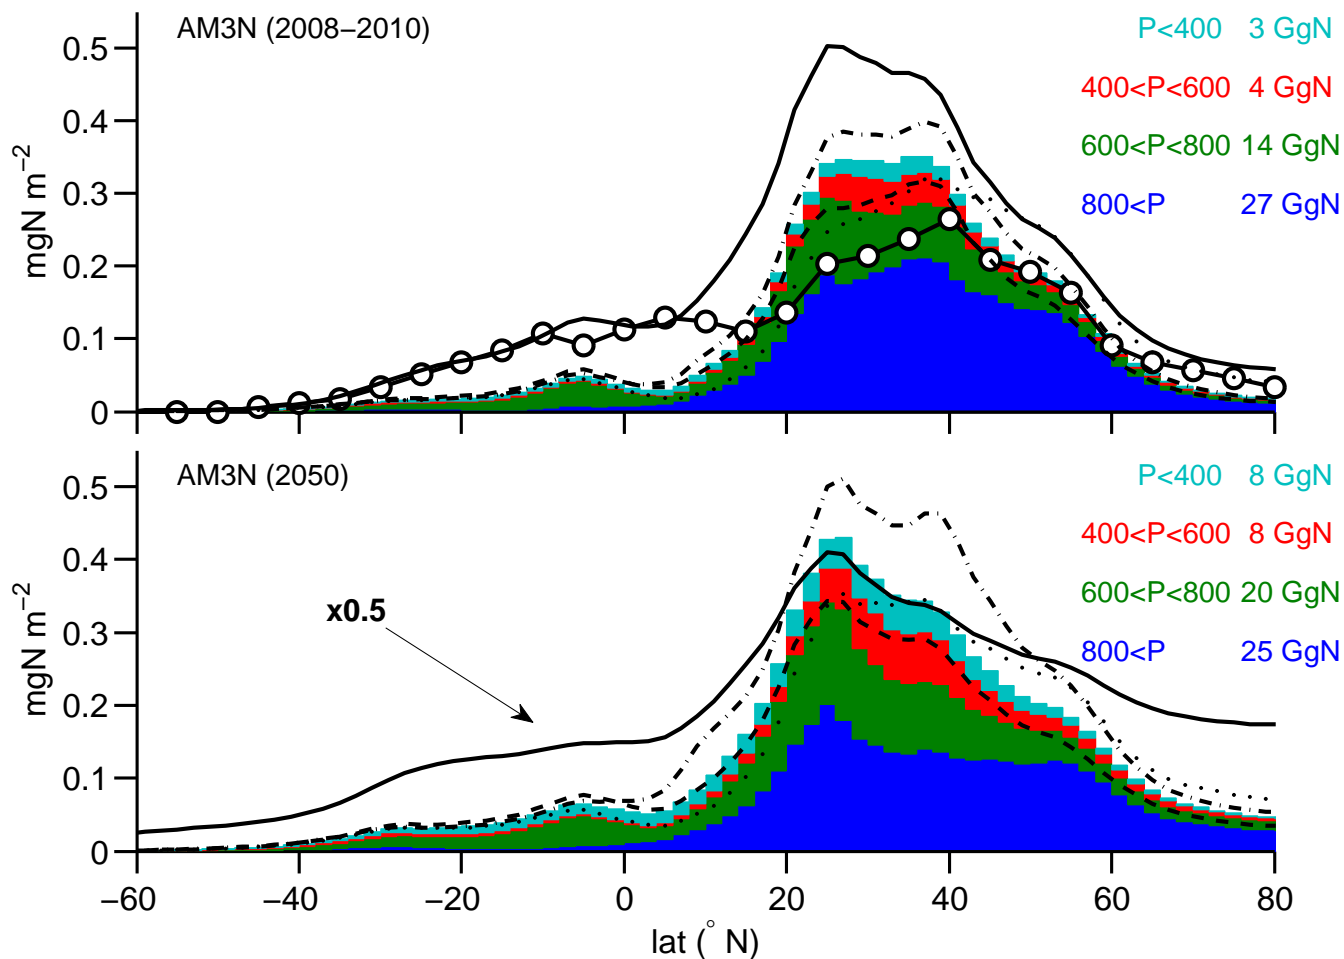 AM3N (2008−2010)
P<400 3 GgN
400<P<600 4 GgN
600<P<800 14 GgN
800<P 27 GgN
mgN m−2
0.5
0.4
0.3
0.2
0.1
0
AM3N (2050)
P<400 8 GgN
400<P<600 8 GgN
600<P<800 20 GgN
800<P 25 GgN
x0.5
mgN m−2
0.5
0.4
0.3
0.2
0.1
0
−60 −40 −20 0 20 40 60 80
lat (° N)